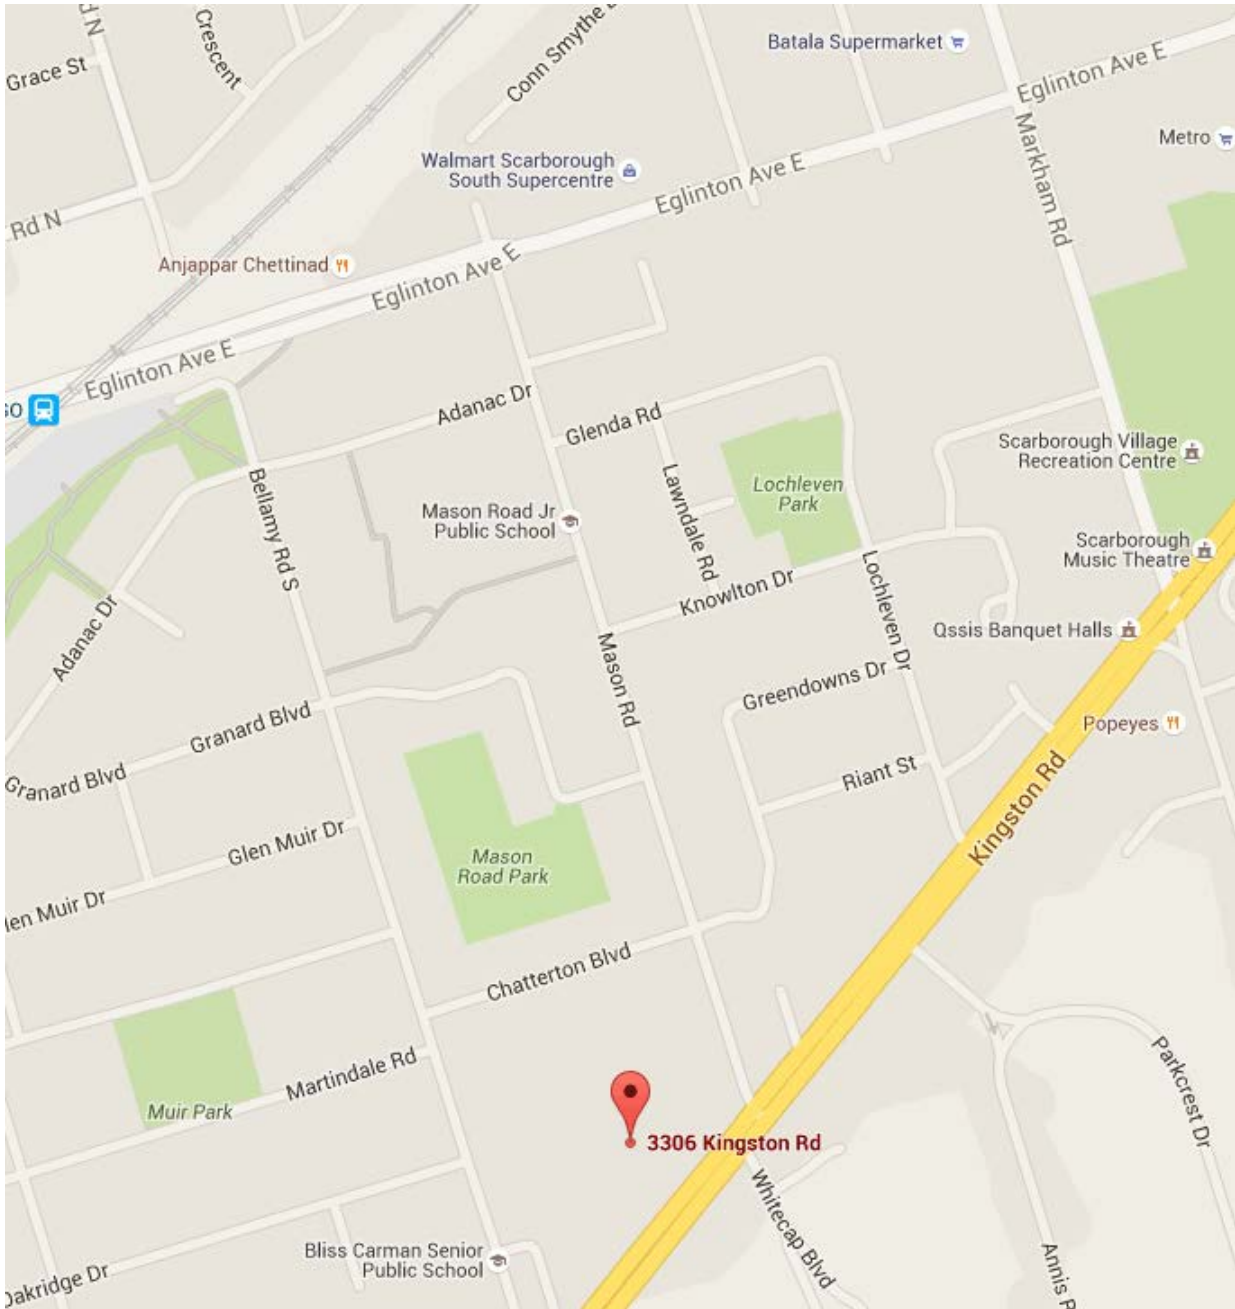 d N
Crescent
Grace St
Conn Smythe
Batala Supermarket
Eglinton Ave E
Markham Rd
Metro
Walmart Scarborough
South Supercentre
Eglinton Ave E
Rd N
Anjappar Chettinad
Eglinton Ave E
Eglinton Ave E
GO
Adanac Dr
Glenda Rd
Scarborough Village
Recreation Centre
Bellamy Rd S
Lawndale Rd
Lochleven
Park
Mason Road Jr
Public School
Scarborough
Music Theatre
Knowlton Dr
Lochleven Dr
Adanac Dr
Mason Rd
Qssis Banquet Halls
Greendowns Dr
Granard Blvd
Popeyes
Granard Blvd
Riant St
Kingston Rd
Glen Muir Dr
Mason
Road Park
len Muir Dr
Chatterton Blvd
Martindale Rd
Muir Park
Parkcrest Dr
3306 Kingston Rd
Whitecap Blvd
Bliss Carman Senior
Public School
Annis
Oakridge Dr